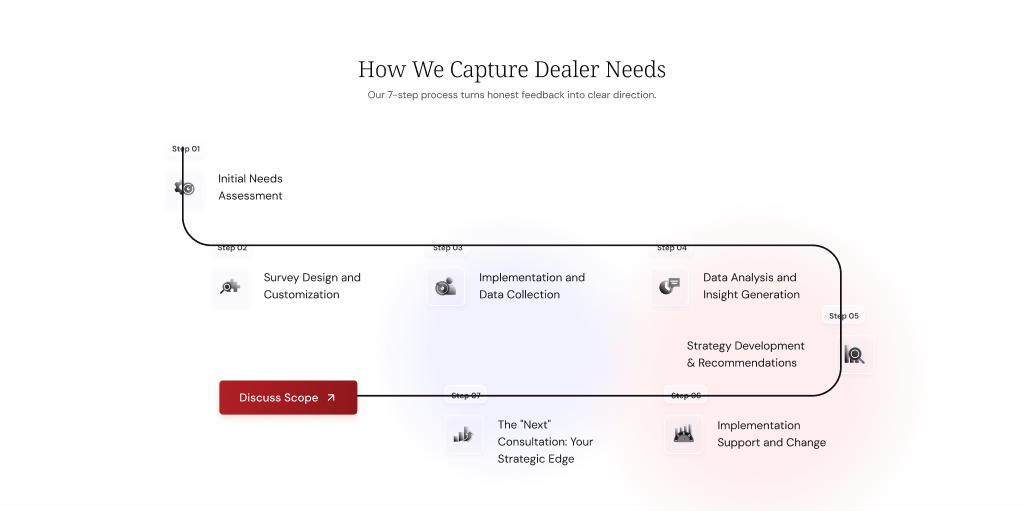 How We Capture Dealer Needs
Our 7-step process turns honest feedback into clear direction.
Step 01
Initial Needs
Assessment
Step 02
Survey Design and
Customization
Step 03
Implementation and
Data Collection
Step 04
Data Analysis and
Insight Generation
Step 05
Strategy Development
& Recommendations
Step 06
Implementation
Support and Change
Step 07
The "Next"
Consultation: Your
Strategic Edge
Discuss Scope